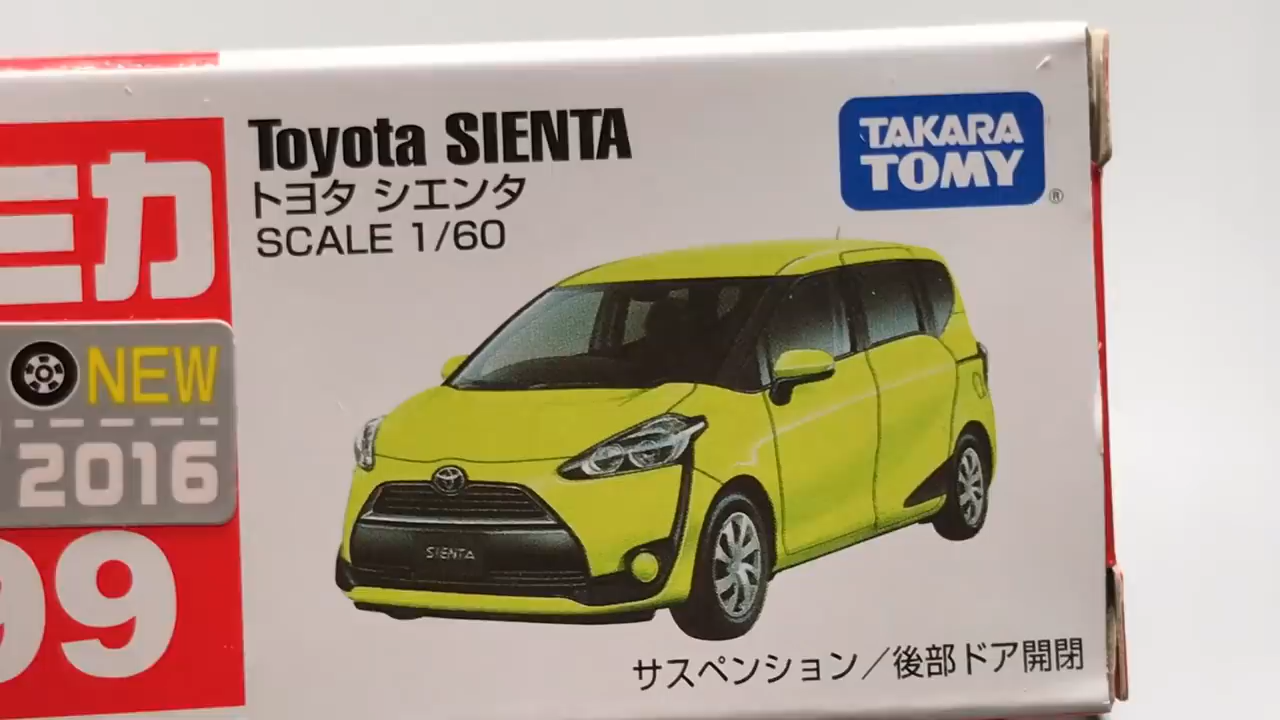 ミカ
NEW
2016
99
Toyota SIENTA
トヨタ シエンタ
SCALE 1/60
TAKARA
TOMY
®
SIENTA
サスペンション／後部ドア開閉